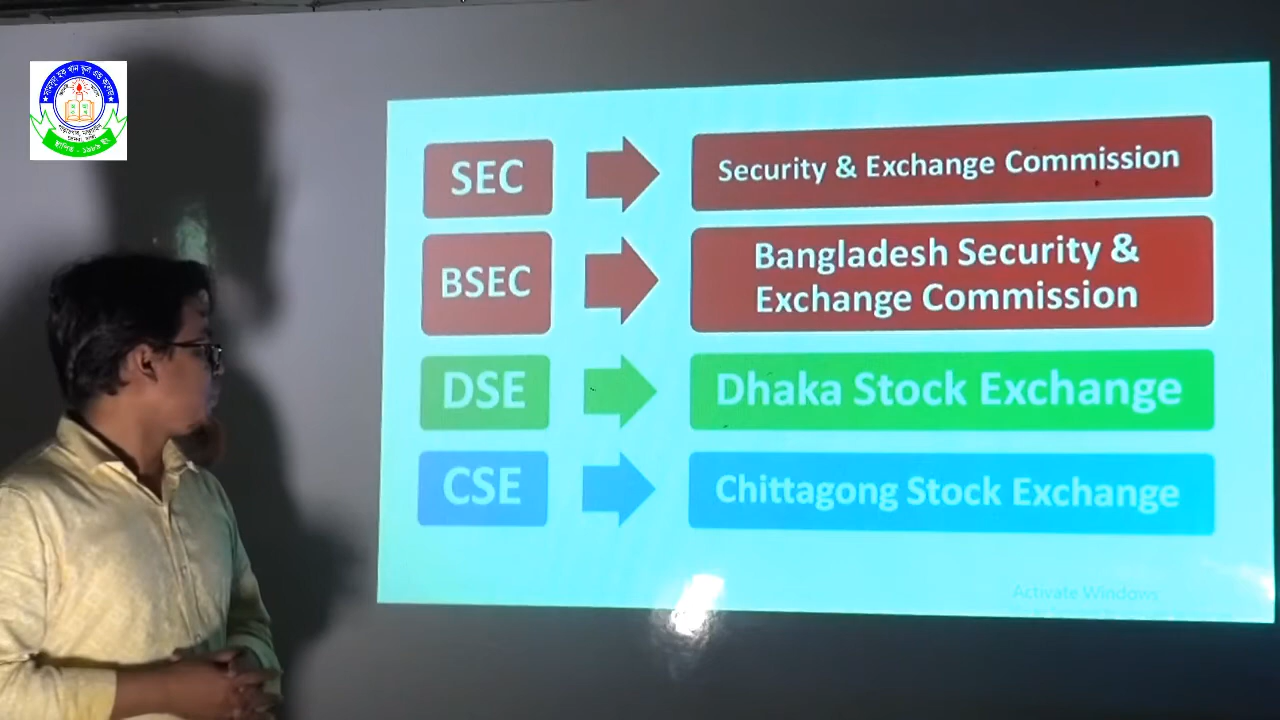 SEC
Security & Exchange Commission
BSEC
Bangladesh Security &
Exchange Commission
DSE
Dhaka Stock Exchange
CSE
Chittagong Stock Exchange
Activate Windows